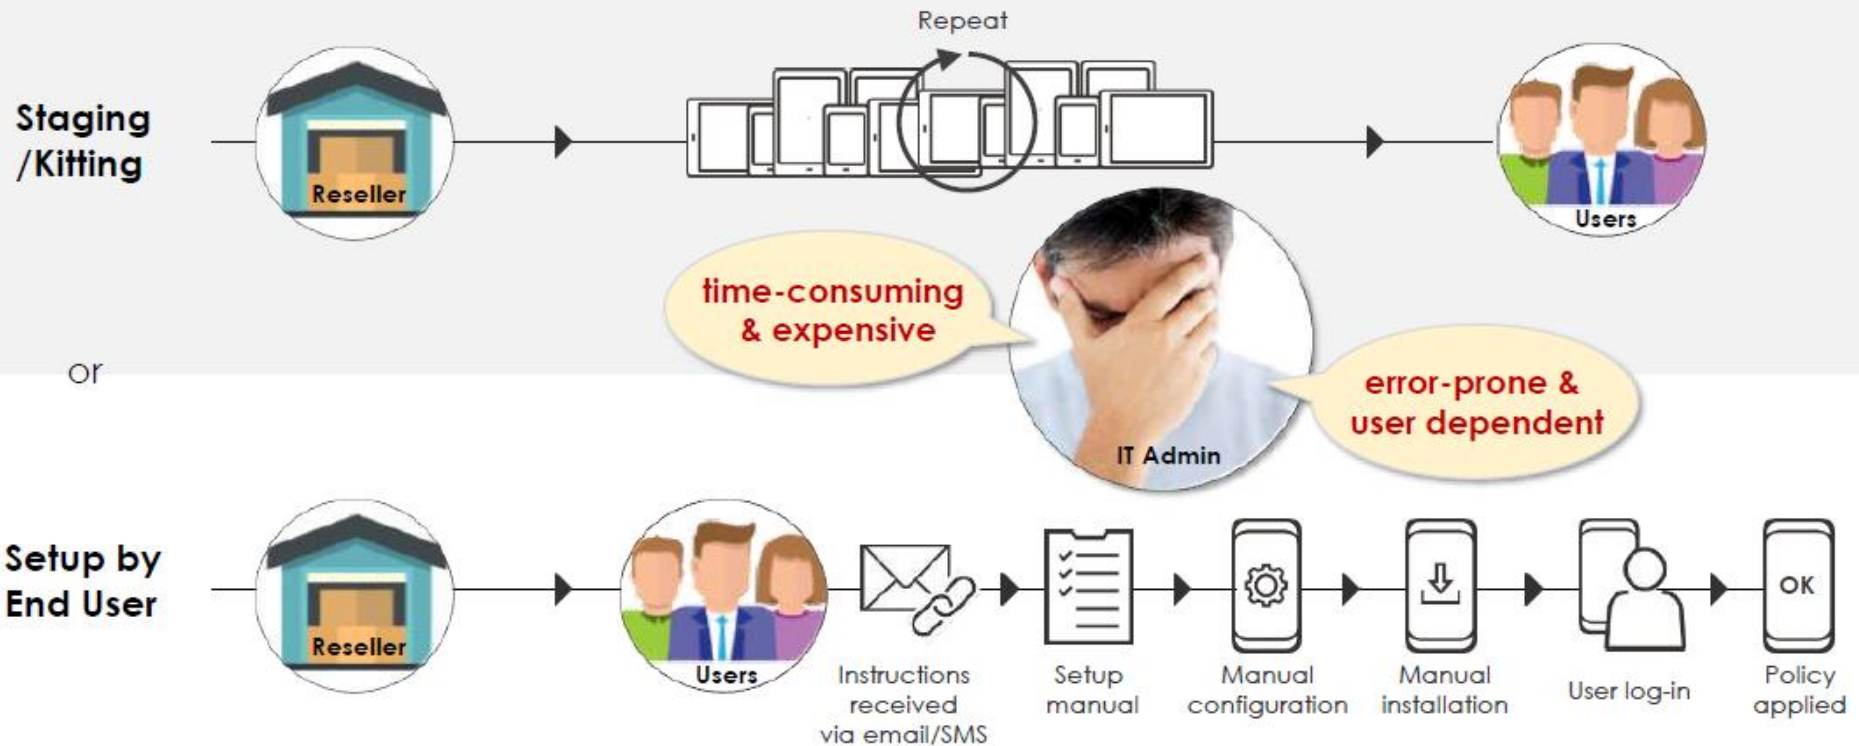 Repeat
Staging
/Kitting
Reseller
Users
time-consuming
& expensive
or
error-prone &
user dependent
IT Admin
Setup by
End User
Reseller
Users
OK
Instructions
received
via email/SMS
Setup
manual
Manual
configuration
Manual
installation
User log-in
Policy
applied